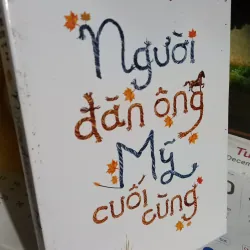 Người
đàn ông
Mỹ
cuối cùng